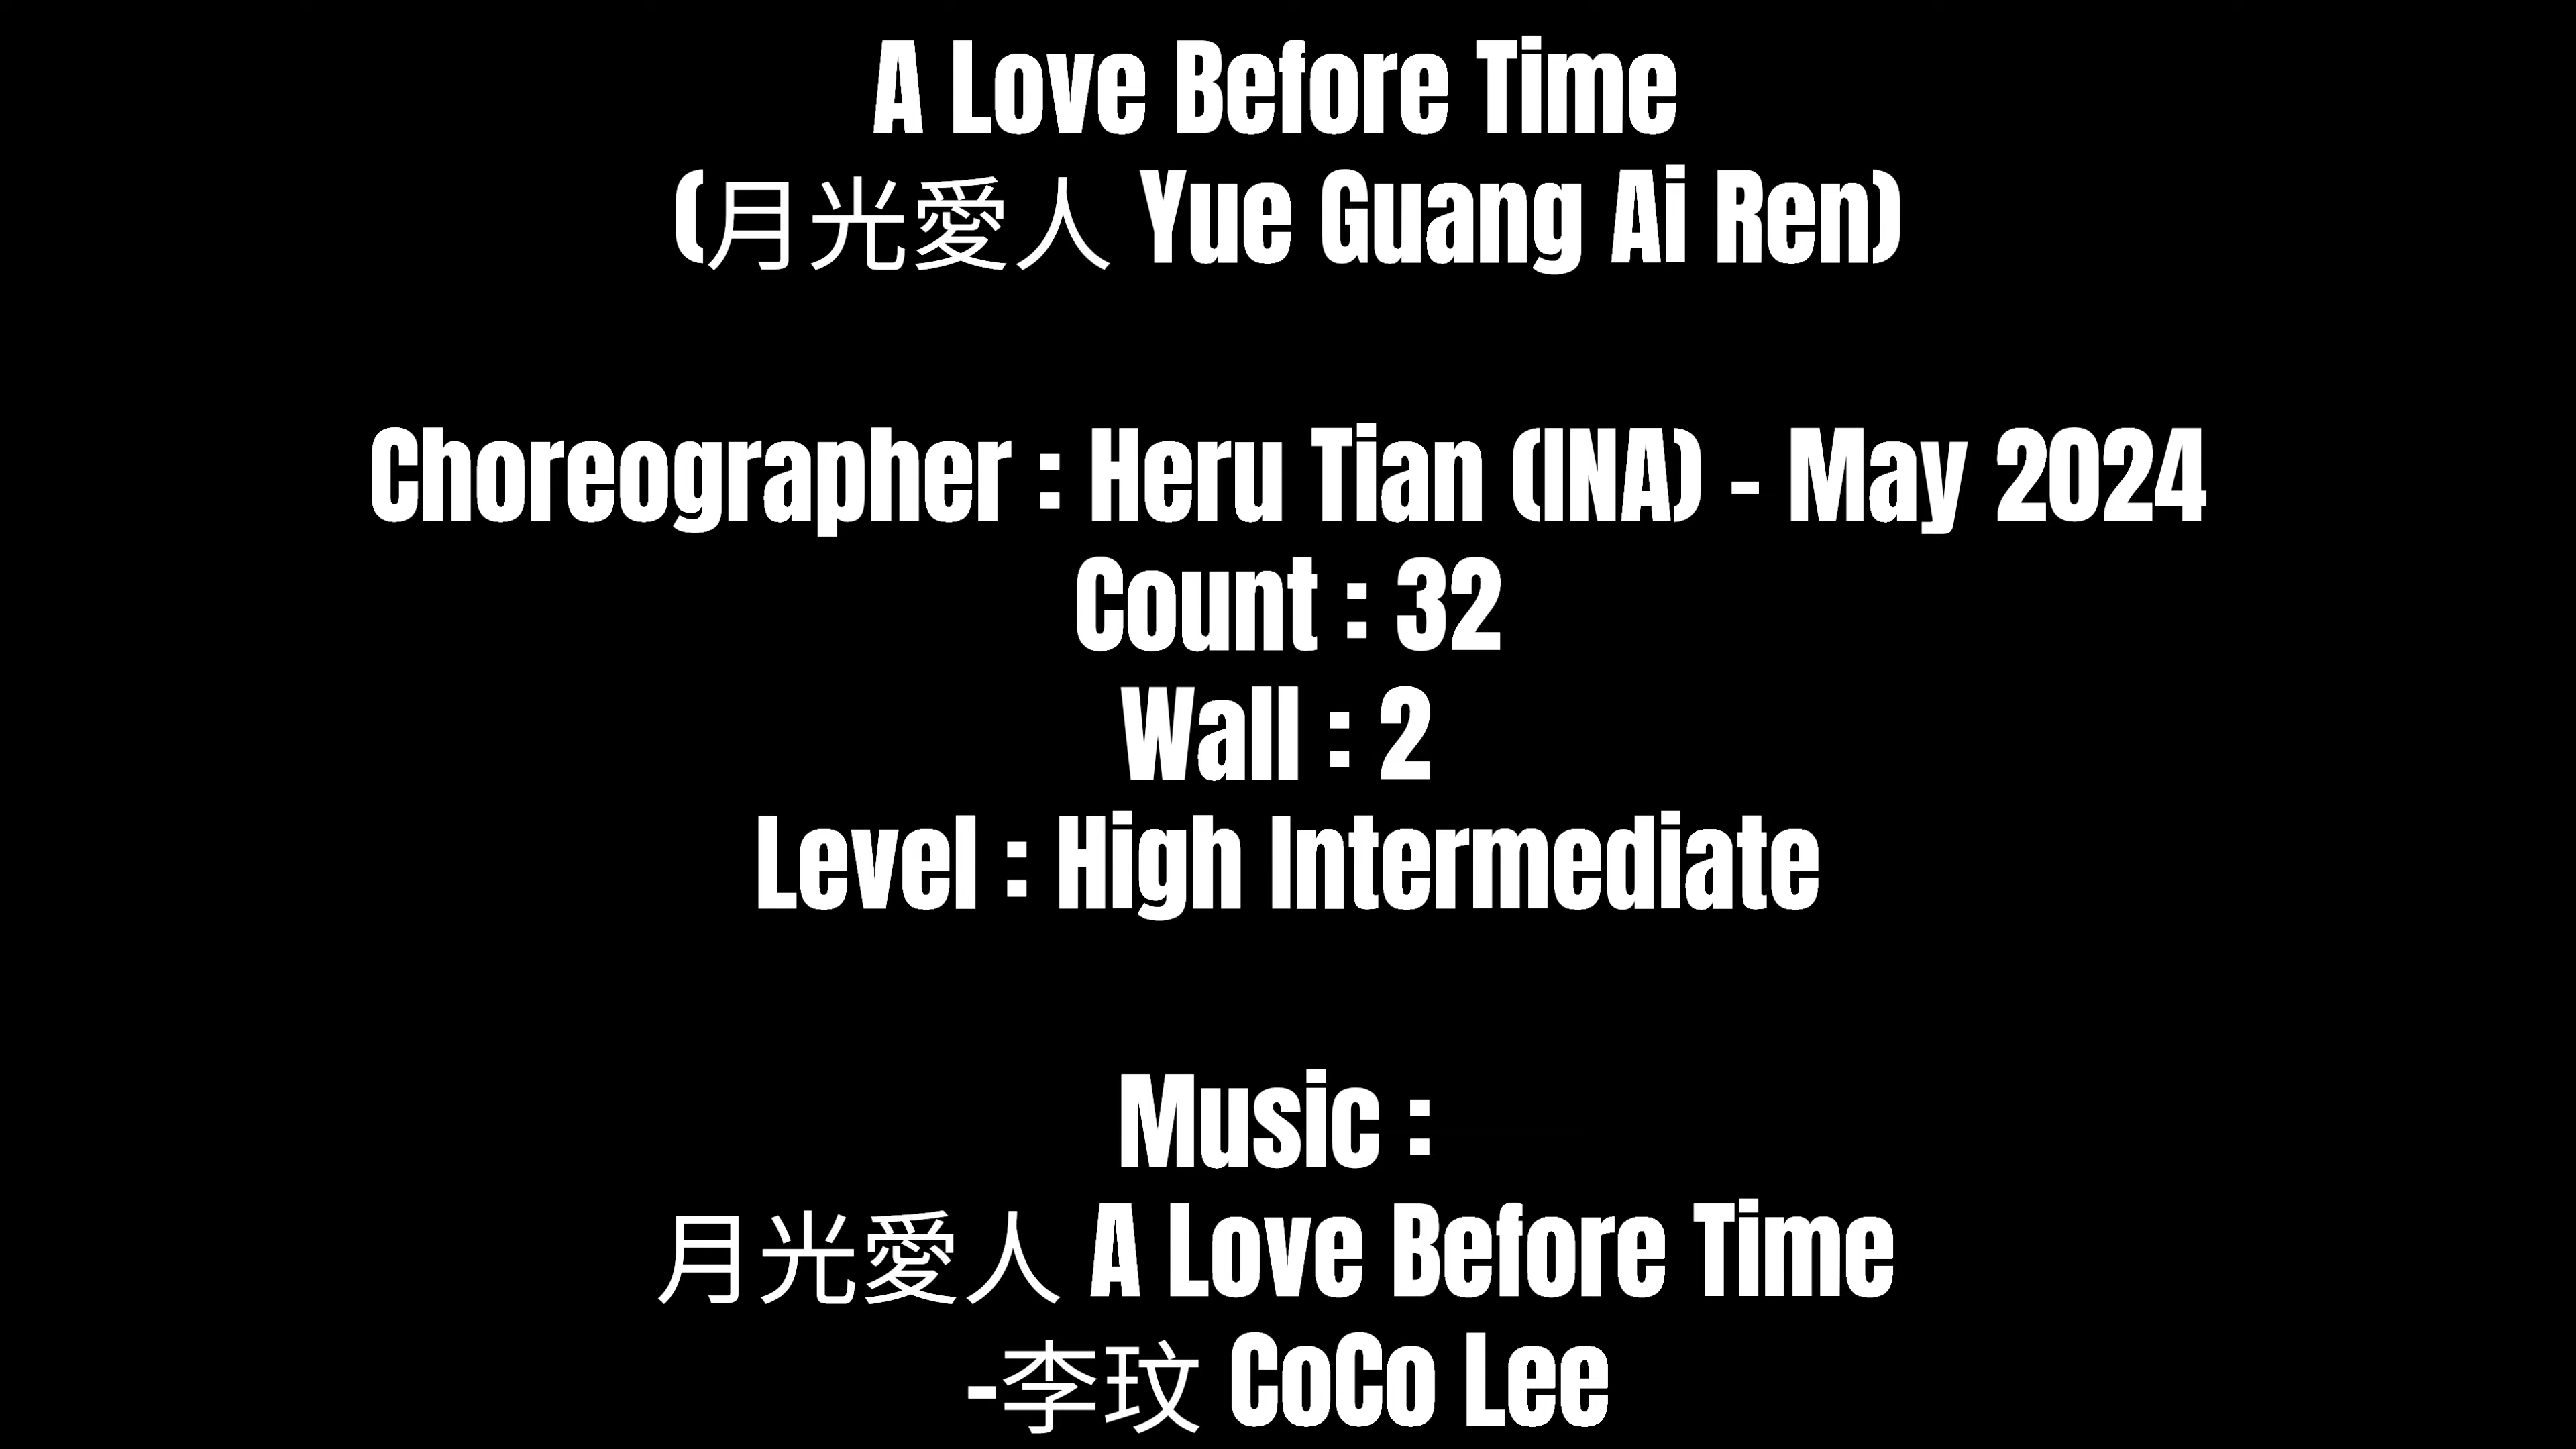 A Love Before Time
(月光愛人 Yue Guang Ai Ren)
Choreographer : Heru Tian (INA) - May 2024
Count : 32
Wall : 2
Level : High Intermediate
Music :
月光愛人 A Love Before Time
-李玟 CoCo Lee